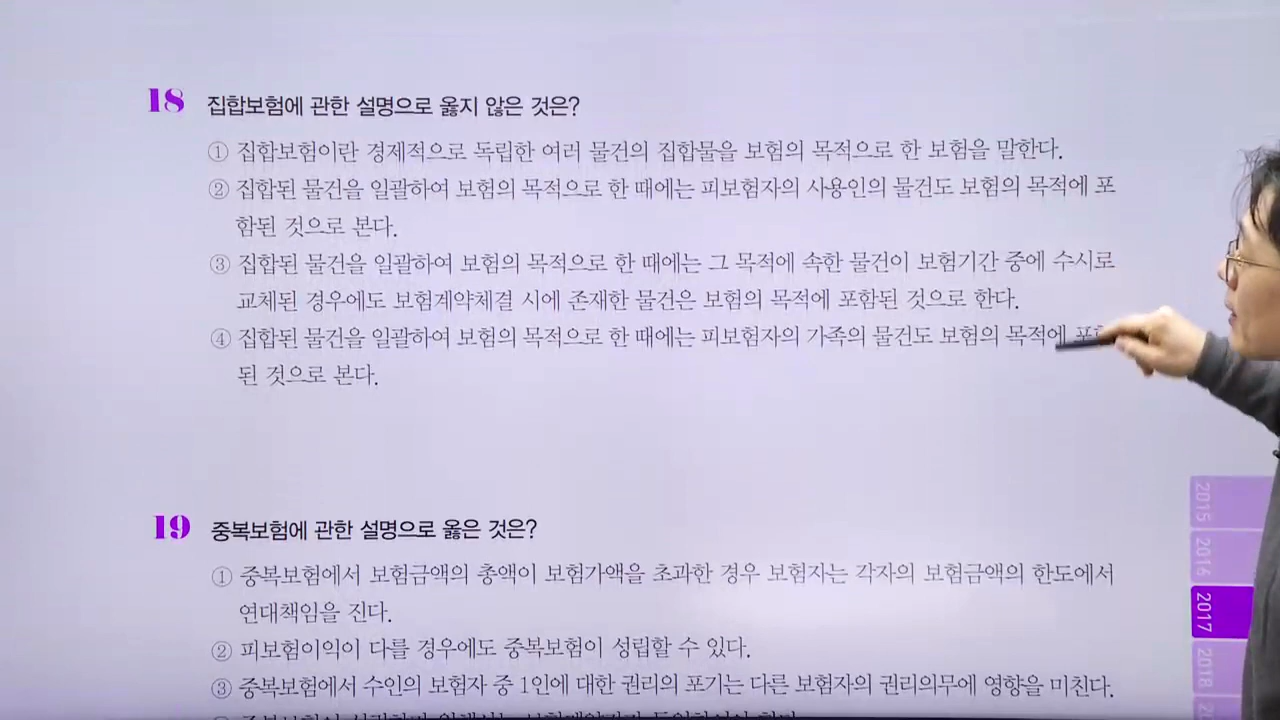 18 집합보험에 관한 설명으로 옳지 않은 것은?
① 집합보험이란 경제적으로 독립한 여러 물건의 집합물을 보험의 목적으로 한 보험을 말한다.
② 집합된 물건을 일괄하여 보험의 목적으로 한 때에는 피보험자의 사용인의 물건도 보험의 목적에 포
함된 것으로 본다.
③ 집합된 물건을 일괄하여 보험의 목적으로 한 때에는 그 목적에 속한 물건이 보험기간 중에 수시로
교체된 경우에도 보험계약체결 시에 존재한 물건은 보험의 목적에 포함된 것으로 한다.
④ 집합된 물건을 일괄하여 보험의 목적으로 한 때에는 피보험자의 가족의 물건도 보험의 목적에
된 것으로 본다.
19 중복보험에 관한 설명으로 옳은 것은?
① 중복보험에서 보험금액의 총액이 보험가액을 초과한 경우 보험자는 각자의 보험금액의 한도에서
연대책임을 진다.
② 피보험이익이 다를 경우에도 중복보험이 성립할 수 있다.
③ 중복보험에서 수인의 보험자 중 1인에 대한 권리의 포기는 다른 보험자의 권리의무에 영향을 미친다.
2015
2016
2017
2018